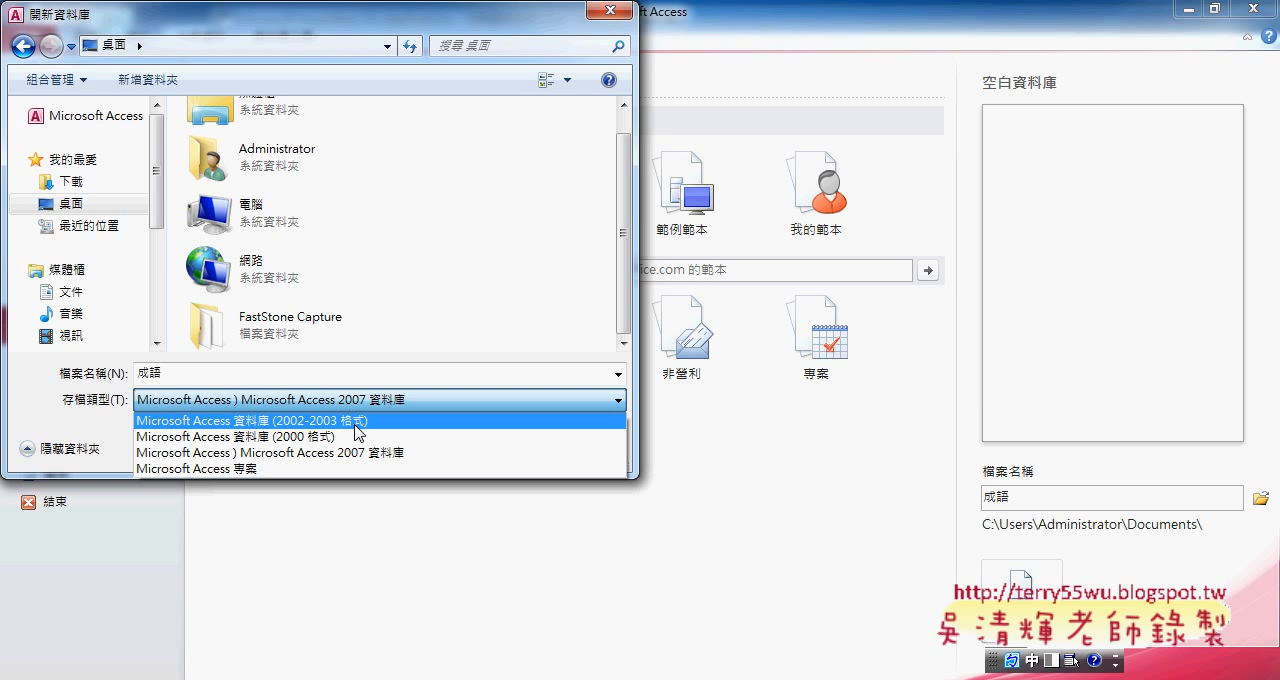 開新資料庫
ft Access
桌面
搜尋 桌面
組合管理
新增資料夾
Microsoft Access
我的最愛
下載
桌面
最近的位置
媒體櫃
文件
音樂
視訊
系統資料夾
Administrator
系統資料夾
電腦
系統資料夾
網路
系統資料夾
FastStone Capture
檔案資料夾
檔案名稱(N): 成語
存檔類型(T): Microsoft Access ) Microsoft Access 2007 資料庫
Microsoft Access 資料庫 (2002-2003 格式)
Microsoft Access 資料庫 (2000 格式)
Microsoft Access ) Microsoft Access 2007 資料庫
Microsoft Access 專案
隱藏資料夾
結束
範例範本
我的範本
ice.com 的範本
非營利
專案
空白資料庫
檔案名稱
成語
C:\Users\Administrator\Documents\
http://terry55wu.blogspot.tw
吳清輝老師錄製
中